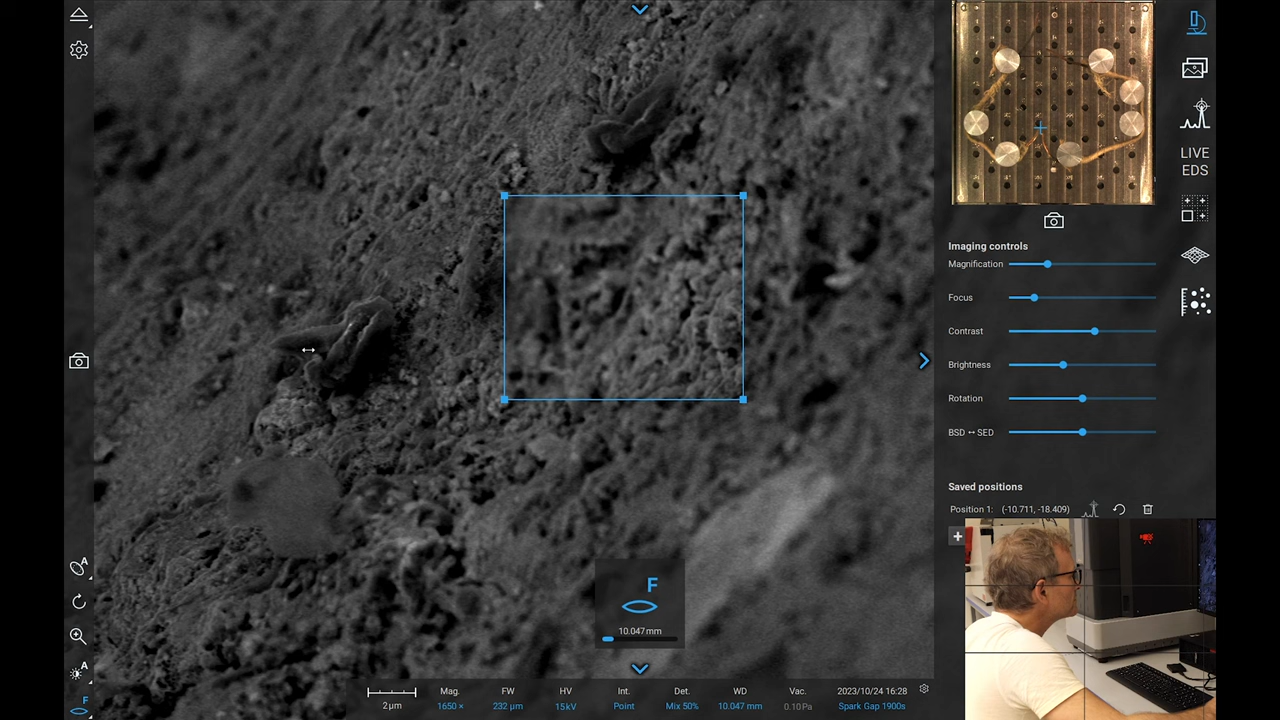 LIVE
EDS
Imaging controls
Magnification
Focus
Contrast
Brightness
Rotation
BSD ↔ SED
Saved positions
Position 1: (-10.711, -18.409)
F
10.047 mm
A
A
F
2 µm
Mag.
1650 ×
FW
232 µm
HV
15 kV
Int.
Point
Det.
Mix 50%
WD
10.047 mm
Vac.
0.10 Pa
2023/10/24 16:28
Spark Gap 1900s